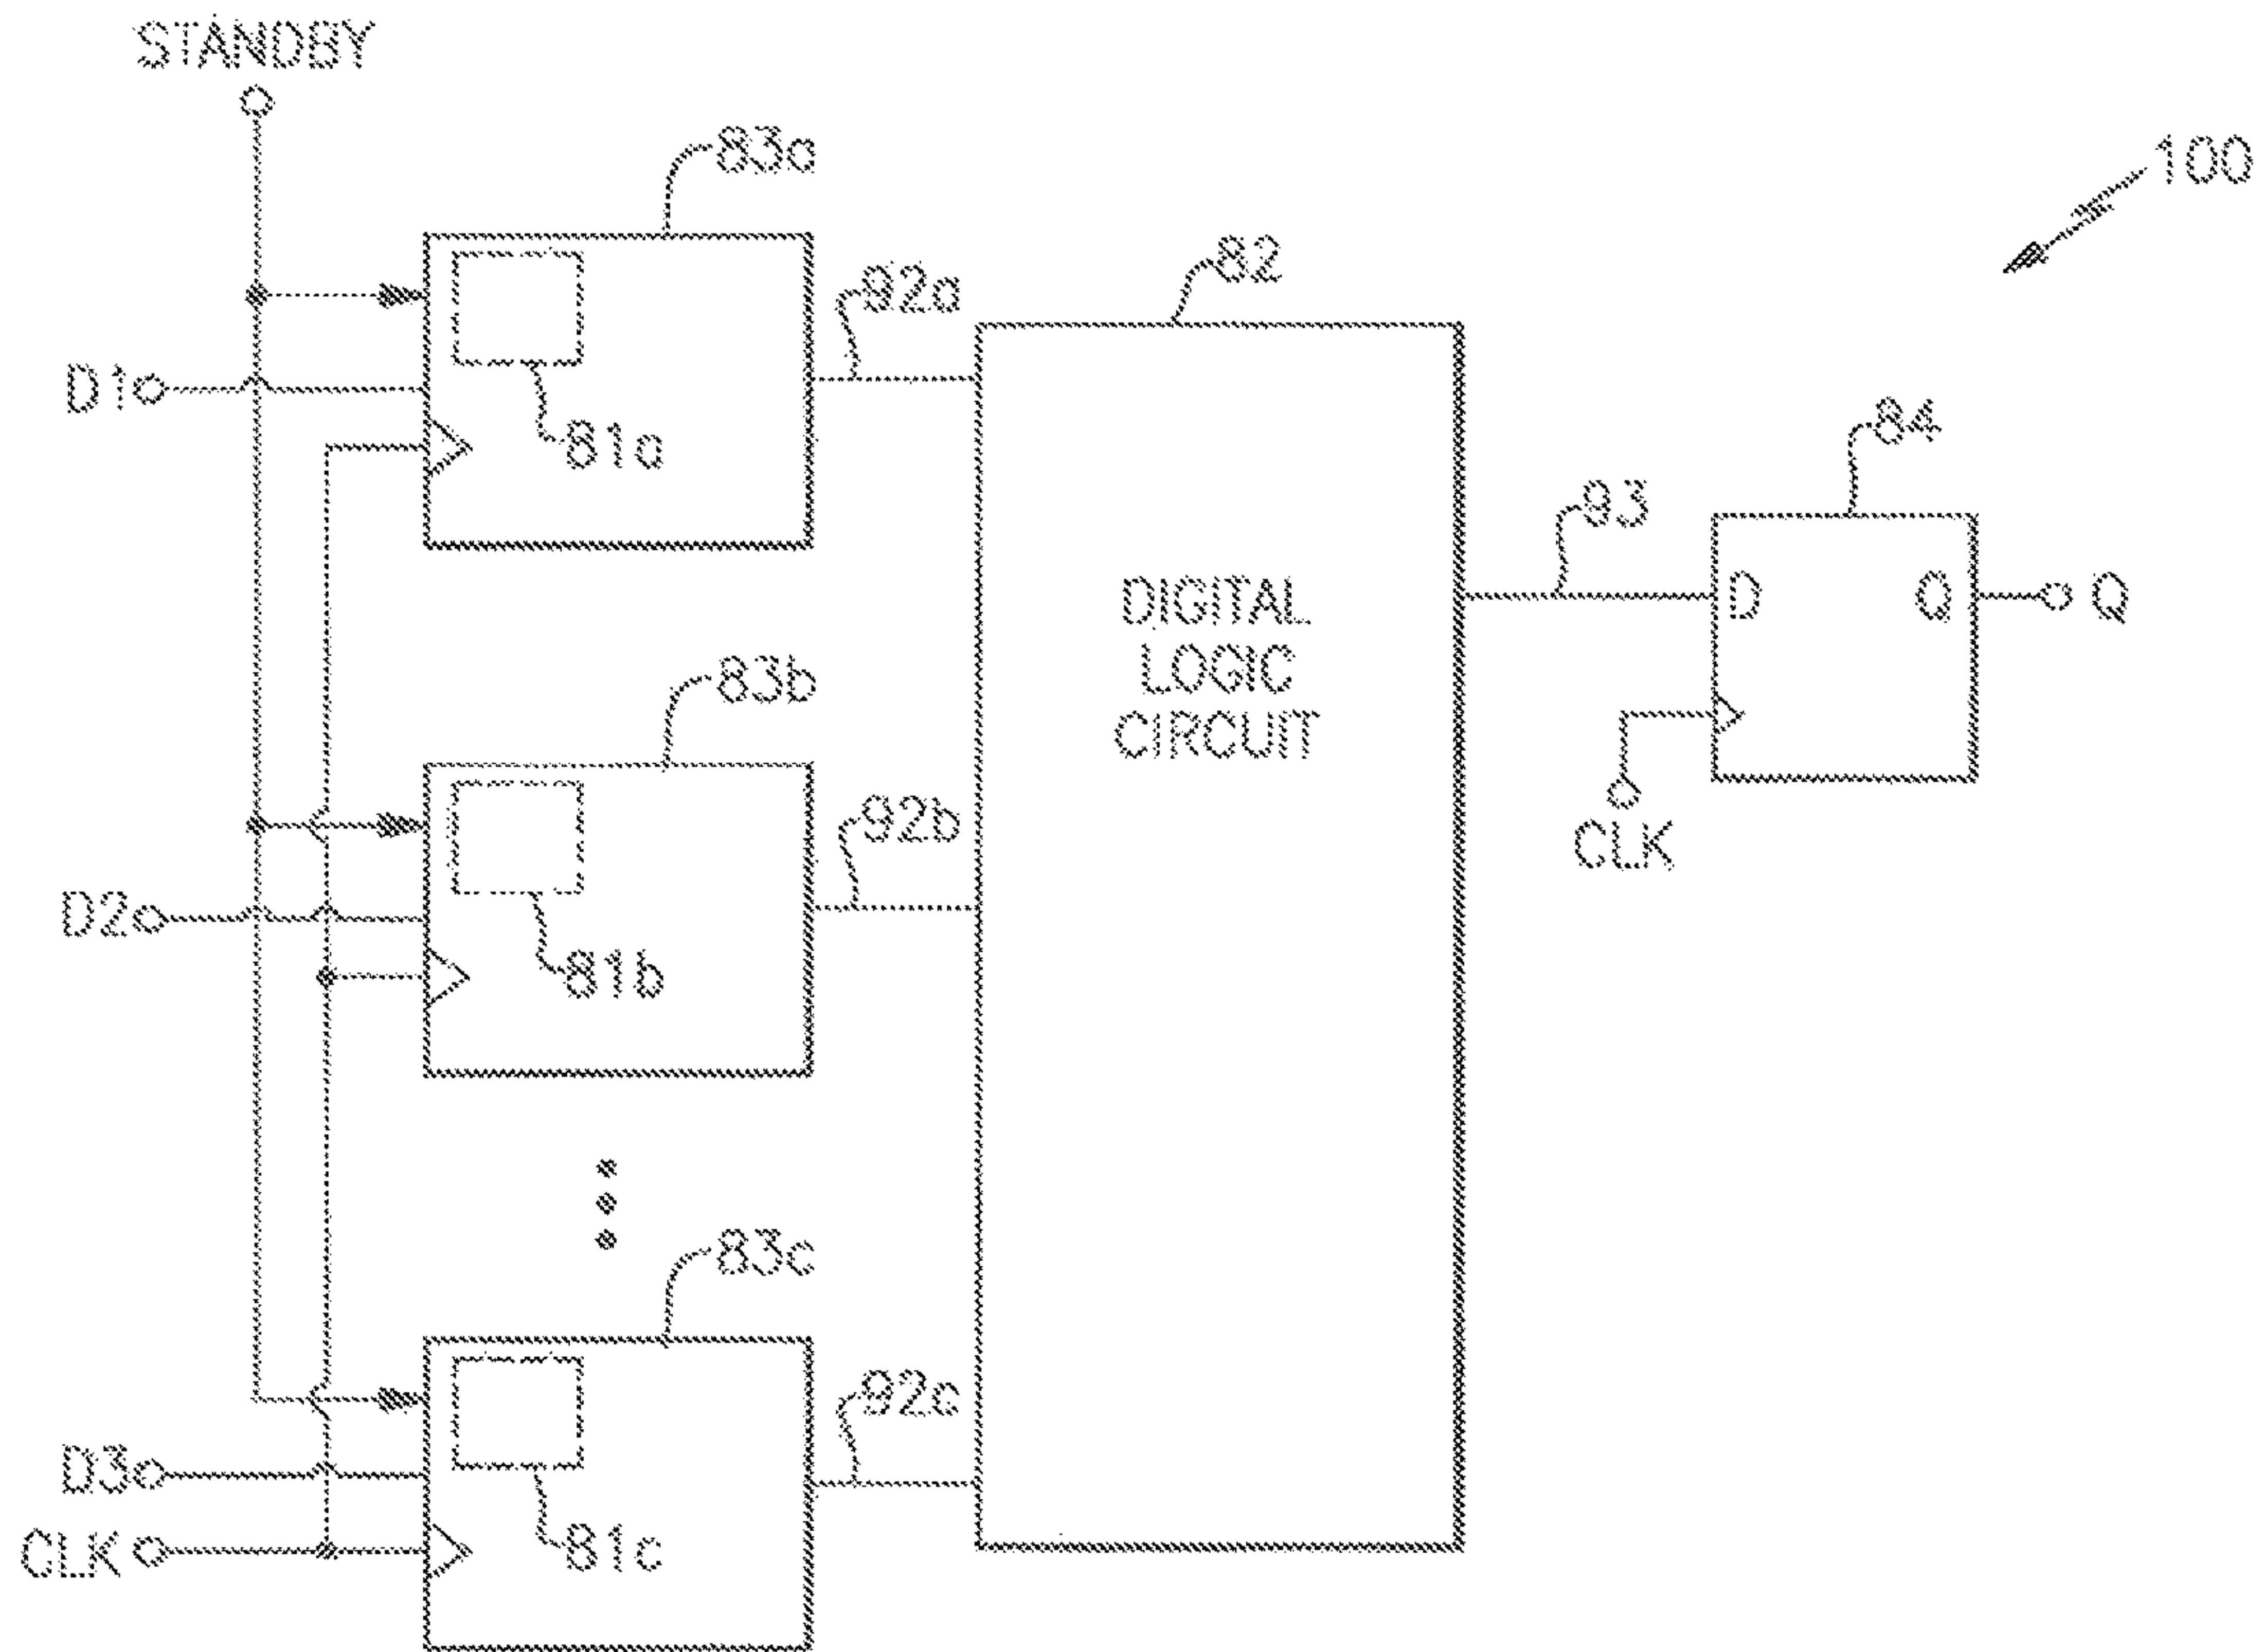 STANDBY
83a
100
82
92a
D1
81a
84
93
D Q Q
DIGITAL
LOGIC
CIRCUIT
83b
92b
CLK
D2
81b
83c
92c
D3
81c
CLK